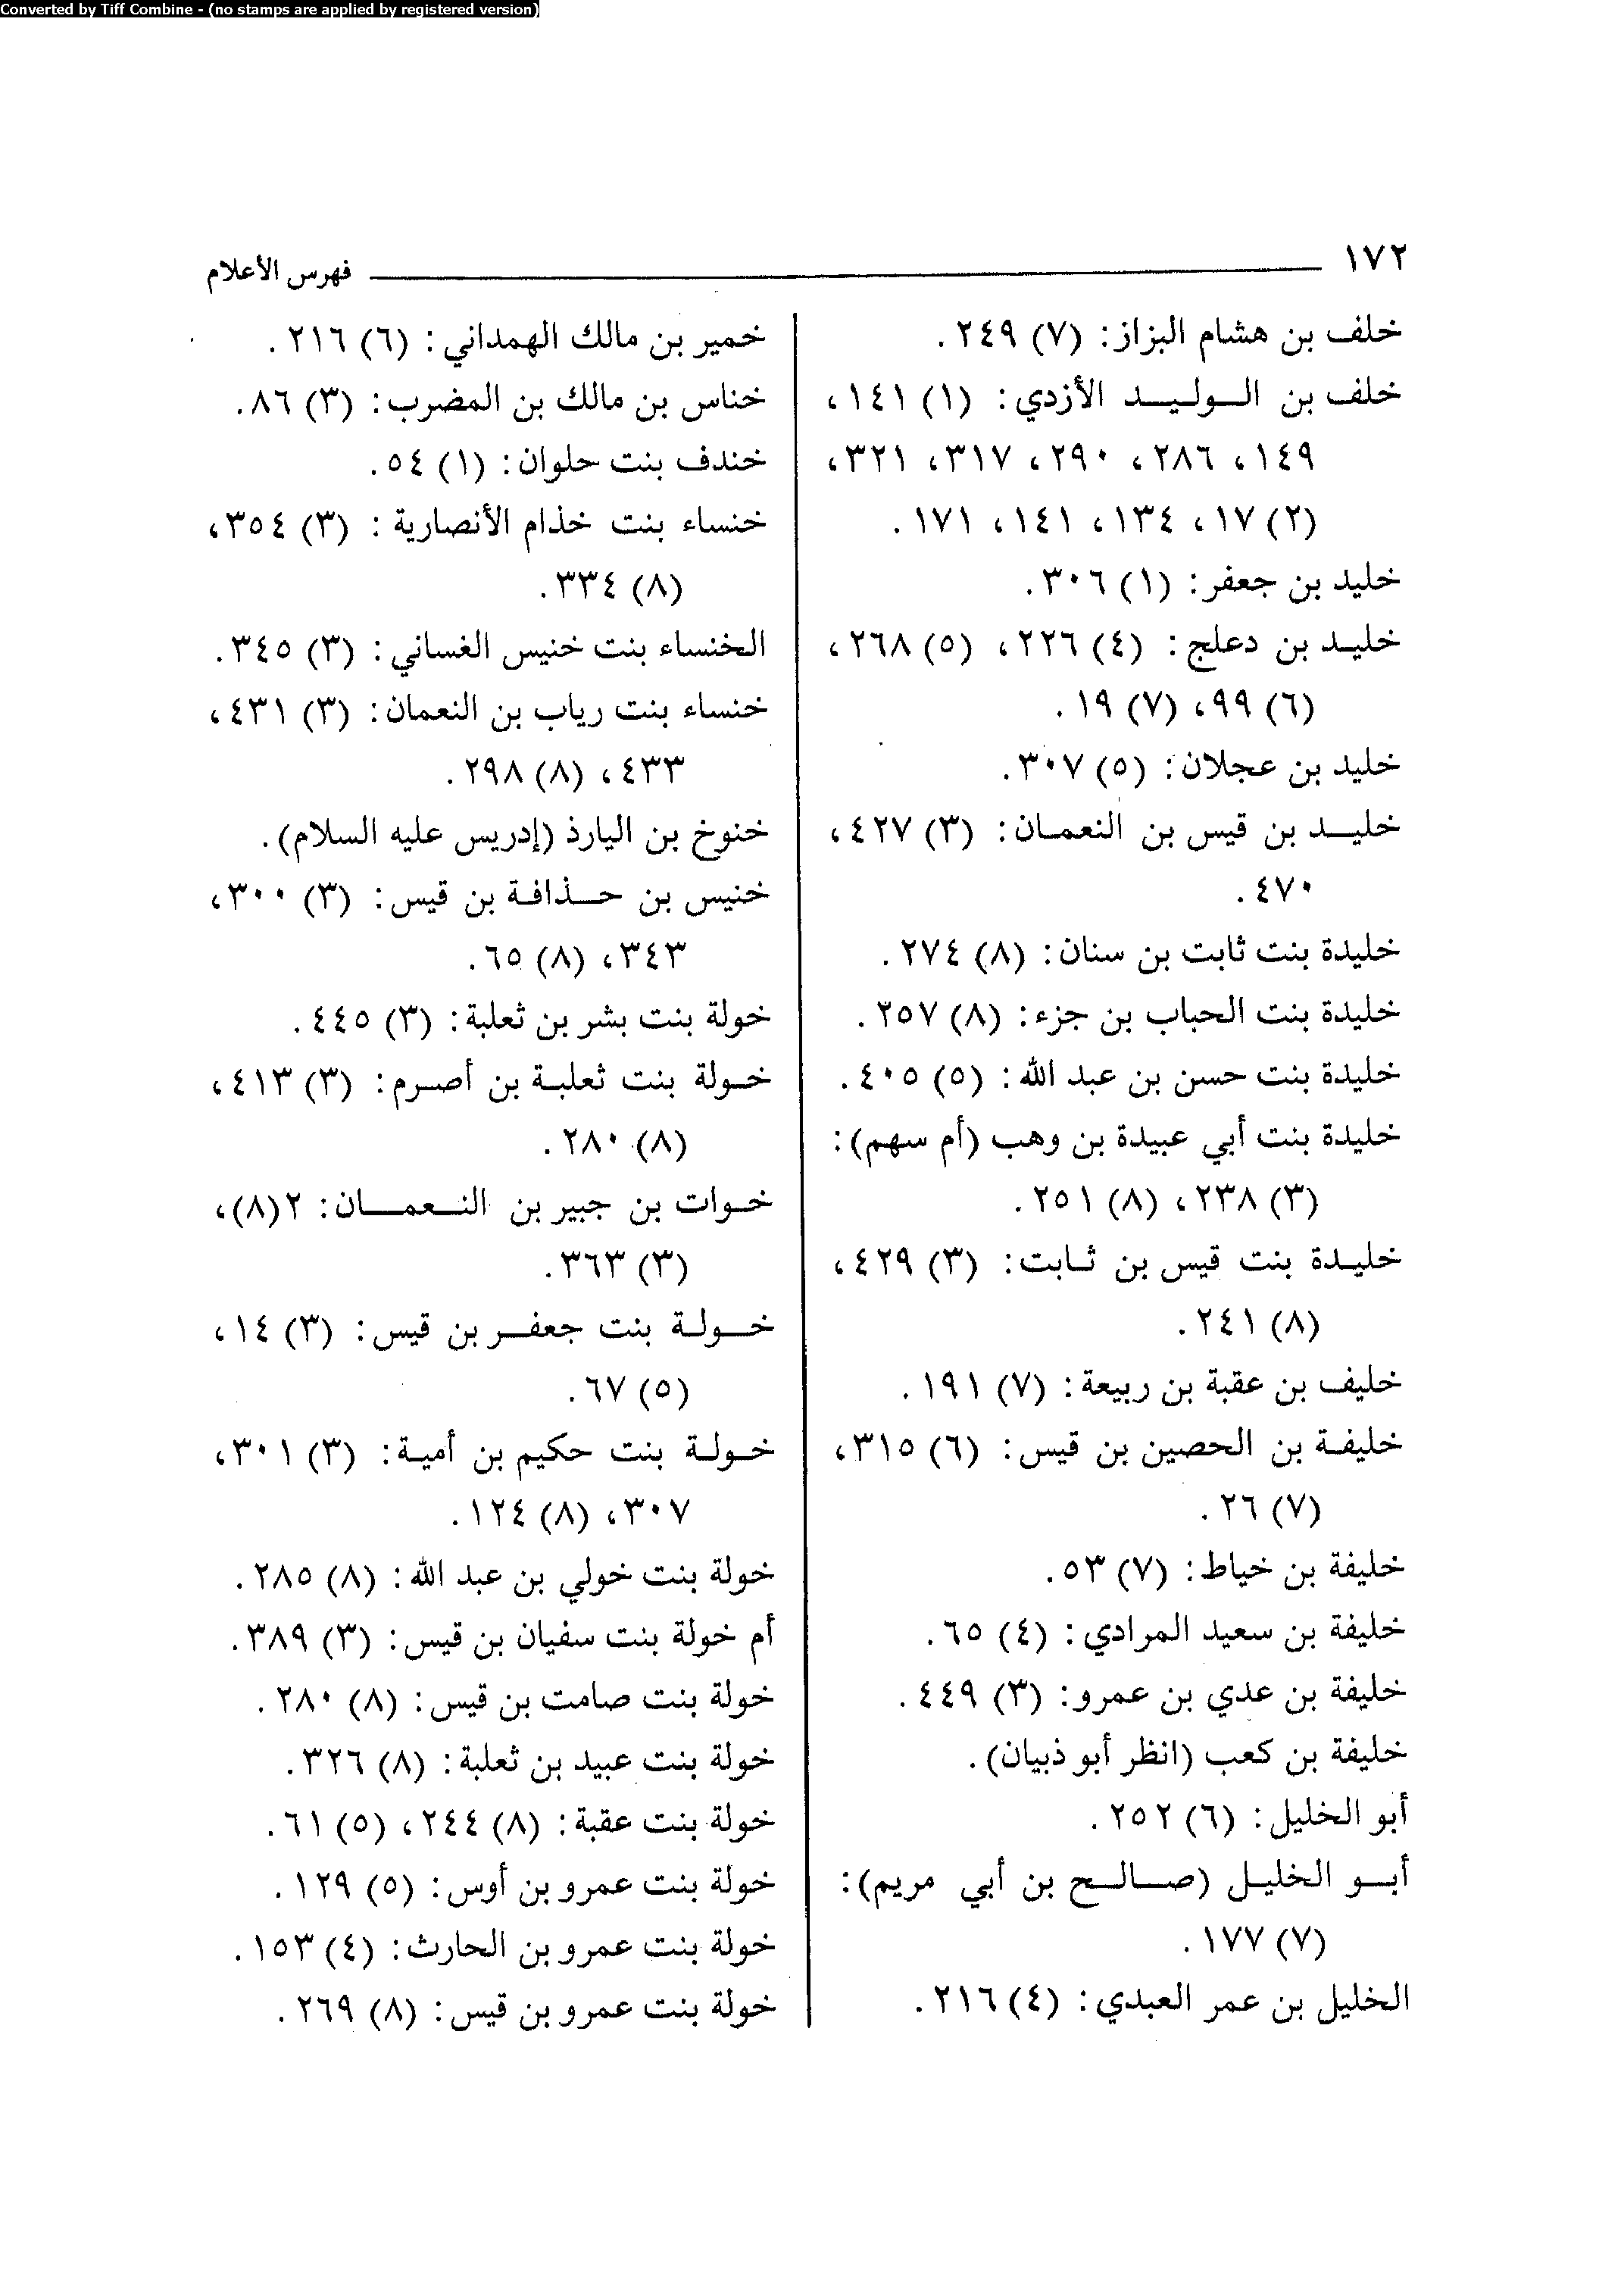 Converted by Tiff Combine - (no stamps are applied by registered version)
١٧٢ فهرس الأعلام
خلف بن هشام البزاز: (٧) ٢٤٩.
خلف بن الوليد الأزدي: (١) ١٤١،
١٤٩، ٢٨٦، ٢٩٠، ٣١٧، ٣٢١،
(٢) ١٧، ١٣٤، ١٤١، ١٧١.
خليد بن جعفر: (١) ٣٠٦.
خليد بن دعلج: (٤) ٢٢٦، (٥) ٢٦٨،
(٦) ٩٩، (٧) ١٩.
خليد بن عجلان: (٥) ٣٠٧.
خليد بن قيس بن النعمان: (٣) ٤٢٧،
٤٧٠.
خليدة بنت ثابت بن سنان: (٨) ٢٧٤.
خليدة بنت الحباب بن جزء: (٨) ٢٥٧.
خليدة بنت حسن بن عبد الله: (٥) ٤٠٥.
خليدة بنت أبي عبيدة بن وهب (أم سهم):
(٣) ٢٣٨، (٨) ٢٥١.
خليدة بنت قيس بن ثابت: (٣) ٤٢٩،
(٨) ٢٤١.
خليف بن عقبة بن ربيعة: (٧) ١٩١.
خليفة بن الحصين بن قيس: (٦) ٣١٥،
(٧) ٢٦.
خليفة بن خياط: (٧) ٥٣.
خليفة بن سعيد المرادي: (٤) ٦٥.
خليفة بن عدي بن عمرو: (٣) ٤٤٩.
خليفة بن كعب (انظر أبو ذبيان).
أبو الخليل: (٦) ٢٥٢.
أبو الخليل (صالح بن أبي مريم):
(٧) ١٧٧.
الخليل بن عمر العبدي: (٤) ٢١٦.
خمير بن مالك الهمداني: (٦) ٢١٦.
خناس بن مالك بن المضرب: (٣) ٨٦.
خندف بنت حلوان: (١) ٥٤.
خنساء بنت خذام الأنصارية: (٣) ٣٥٤،
(٨) ٣٣٤.
الخنساء بنت خنيس الغساني: (٣) ٣٤٥.
خنساء بنت رياب بن النعمان: (٣) ٤٣١،
٤٣٣، (٨) ٢٩٨.
خنوخ بن اليارذ (إدريس عليه السلام).
خنيس بن حذافة بن قيس: (٣) ٣٠٠،
٣٤٣، (٨) ٦٥.
خولة بنت بشر بن ثعلبة: (٣) ٤٤٥.
خولة بنت ثعلبة بن أصرم: (٣) ٤١٣،
(٨) ٢٨٠.
خوات بن جبير بن النعمان: ٢(٨)،
(٣) ٣٦٣.
خولة بنت جعفر بن قيس: (٣) ١٤،
(٥) ٦٧.
خولة بنت حكيم بن أمية: (٣) ٣٠١،
٣٠٧، (٨) ١٢٤.
خولة بنت خولي بن عبد الله: (٨) ٢٨٥.
أم خولة بنت سفيان بن قيس: (٣) ٣٨٩.
خولة بنت صامت بن قيس: (٨) ٢٨٠.
خولة بنت عبيد بن ثعلبة: (٨) ٣٢٦.
خولة بنت عقبة: (٨) ٢٤٤، (٥) ٦١.
خولة بنت عمرو بن أوس: (٥) ١٢٩.
خولة بنت عمرو بن الحارث: (٤) ١٥٣.
خولة بنت عمرو بن قيس: (٨) ٢٦٩.